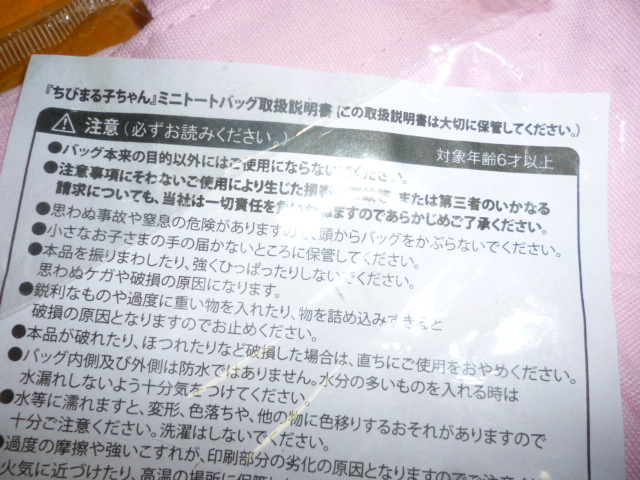 『ちびまる子ちゃん』ミニトートバッグ取扱説明書(この取扱説明書は大切に保管してください。)
注意(必ずお読みください。) 対象年齢6才以上
●バッグ本来の目的以外にはご使用にならないでください。
●注意事項にそわないご使用により生じた損害、または第三者のいかなる
請求についても、当社は一切責任を負いかねますのであらかじめご了承ください。
●思わぬ事故や窒息の危険がありますので、頭からバッグをかぶらないでください。
●小さなお子さまの手の届かないところに保管してください。
●本品を振りまわしたり、強くひっぱったりしないでください。
思わぬケガや破損の原因になります。
●鋭利なものや過度に重い物を入れたり、物を詰め込みすぎると
破損の原因となりますのでお止めください。
●本品が破れたり、ほつれたりなど破損した場合は、直ちにご使用をおやめください。
●バッグ内側及び外側は防水ではありません。水分の多いものを入れる時は
水漏れしないよう十分気をつけてください。
●水等に濡れますと、変形、色落ちや、他の物に色移りするおそれがありますので
十分ご注意ください。洗濯はしないでください。
●過度の摩擦や強いこすれが、印刷部分の劣化の原因となりますのでご注意
火気に近づけたり、高温の場所に保管